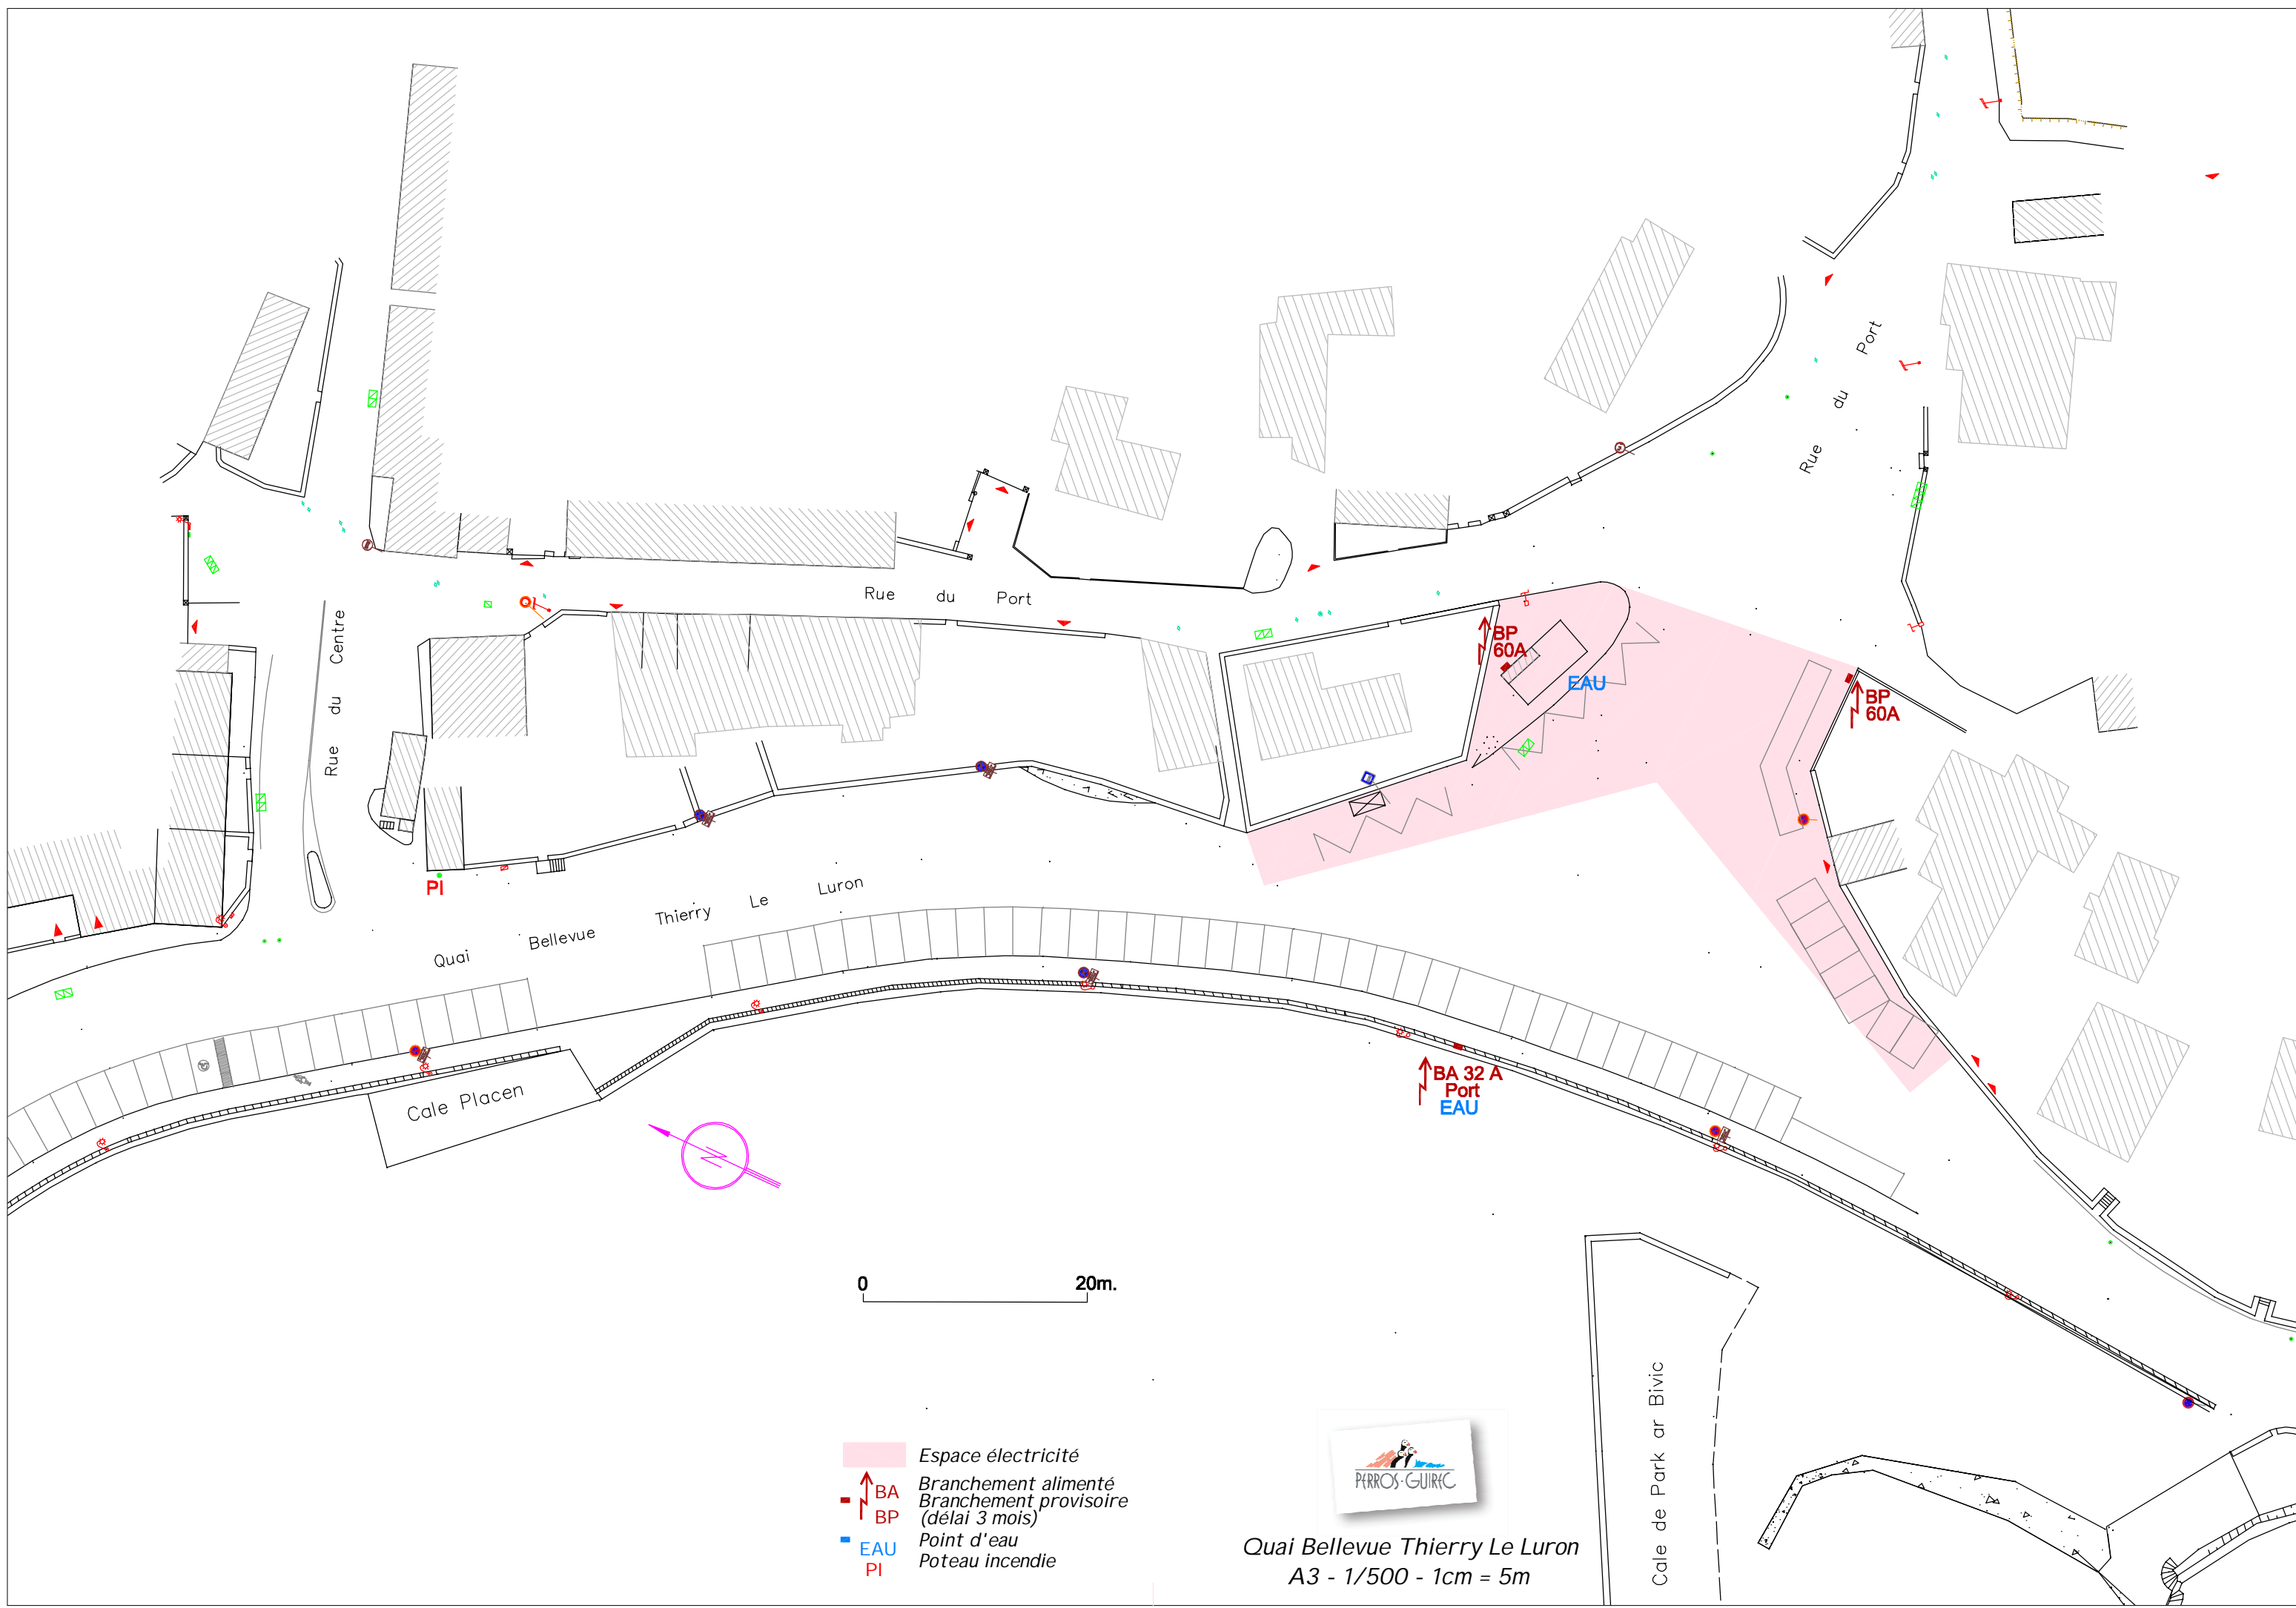 Rue du Port
Rue du Centre
Rue du Port
BP
60A
EAU
BP
60A
PI
Quai Bellevue Thierry Le Luron
Cale Placen
N
BA 32 A
Port
EAU
0 20m.
Cale de Park ar Bivic
Espace électricité
BA Branchement alimenté
Branchement provisoire
BP (délai 3 mois)
EAU Point d'eau
PI Poteau incendie
PERROS-GUIREC
Quai Bellevue Thierry Le Luron
A3 - 1/500 - 1cm = 5m